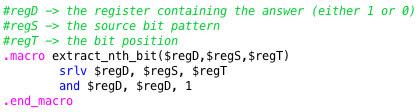 #regD -> the register containing the answer (either 1 or 0)
#regS -> the source bit pattern
#regT -> the bit position
.macro extract_nth_bit($regD,$regS,$regT)
        srlv $regD, $regS, $regT
        and $regD, $regD, 1
.end_macro